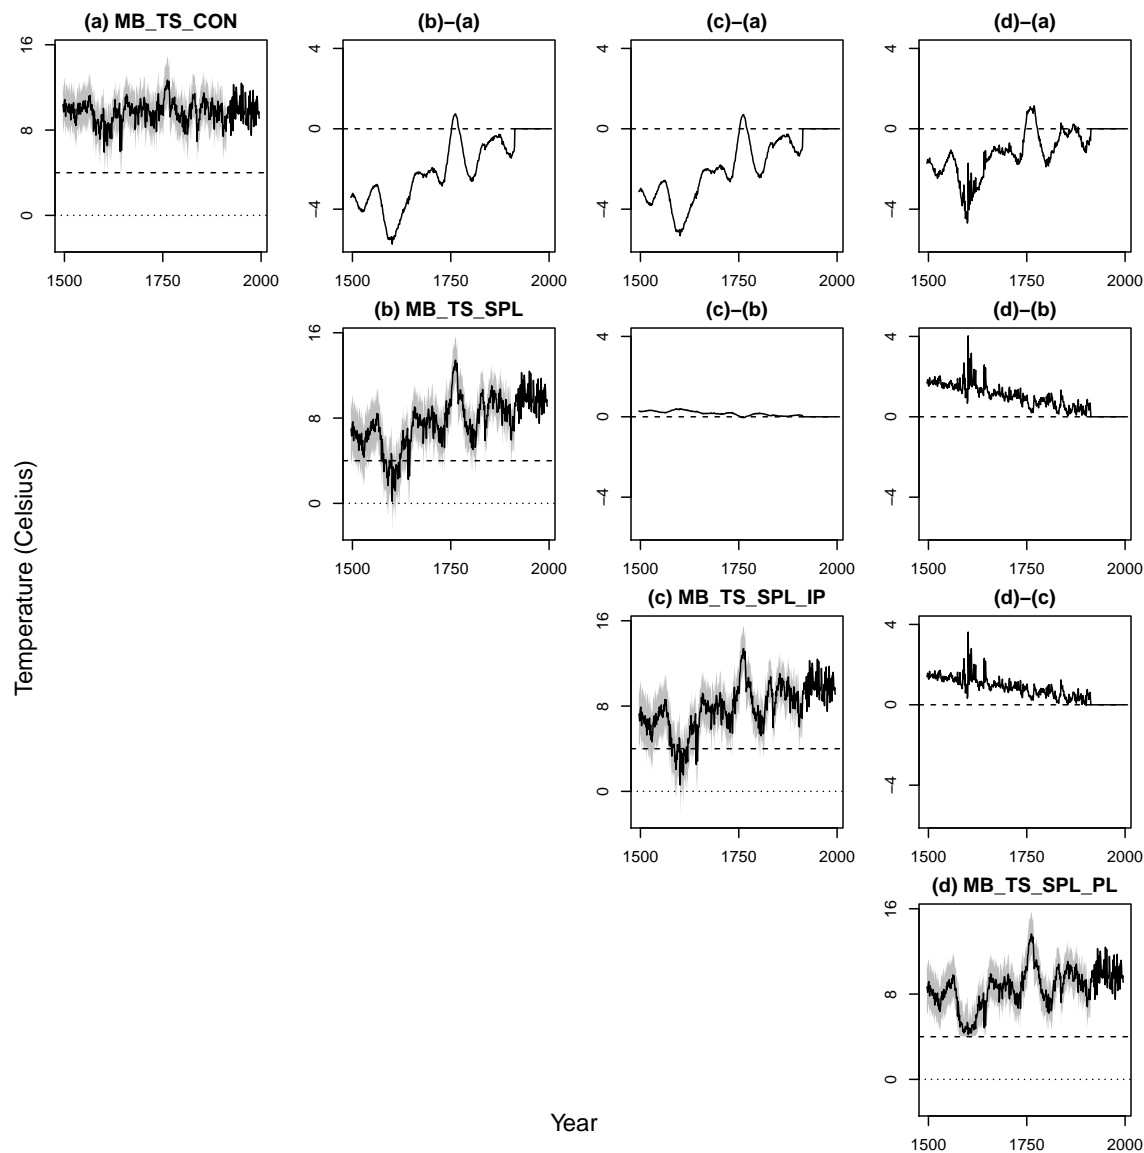 (a) MB_TS_CON
(b)−(a)
(c)−(a)
(d)−(a)
16
8
0
1500 1750 2000
4
0
−4
1500 1750 2000
4
0
−4
1500 1750 2000
4
0
−4
1500 1750 2000
(b) MB_TS_SPL
(c)−(b)
(d)−(b)
16
8
0
1500 1750 2000
4
0
−4
1500 1750 2000
4
0
−4
1500 1750 2000
Temperature (Celsius)
(c) MB_TS_SPL_IP
(d)−(c)
16
8
0
1500 1750 2000
4
0
−4
1500 1750 2000
(d) MB_TS_SPL_PL
16
8
0
1500 1750 2000
Year